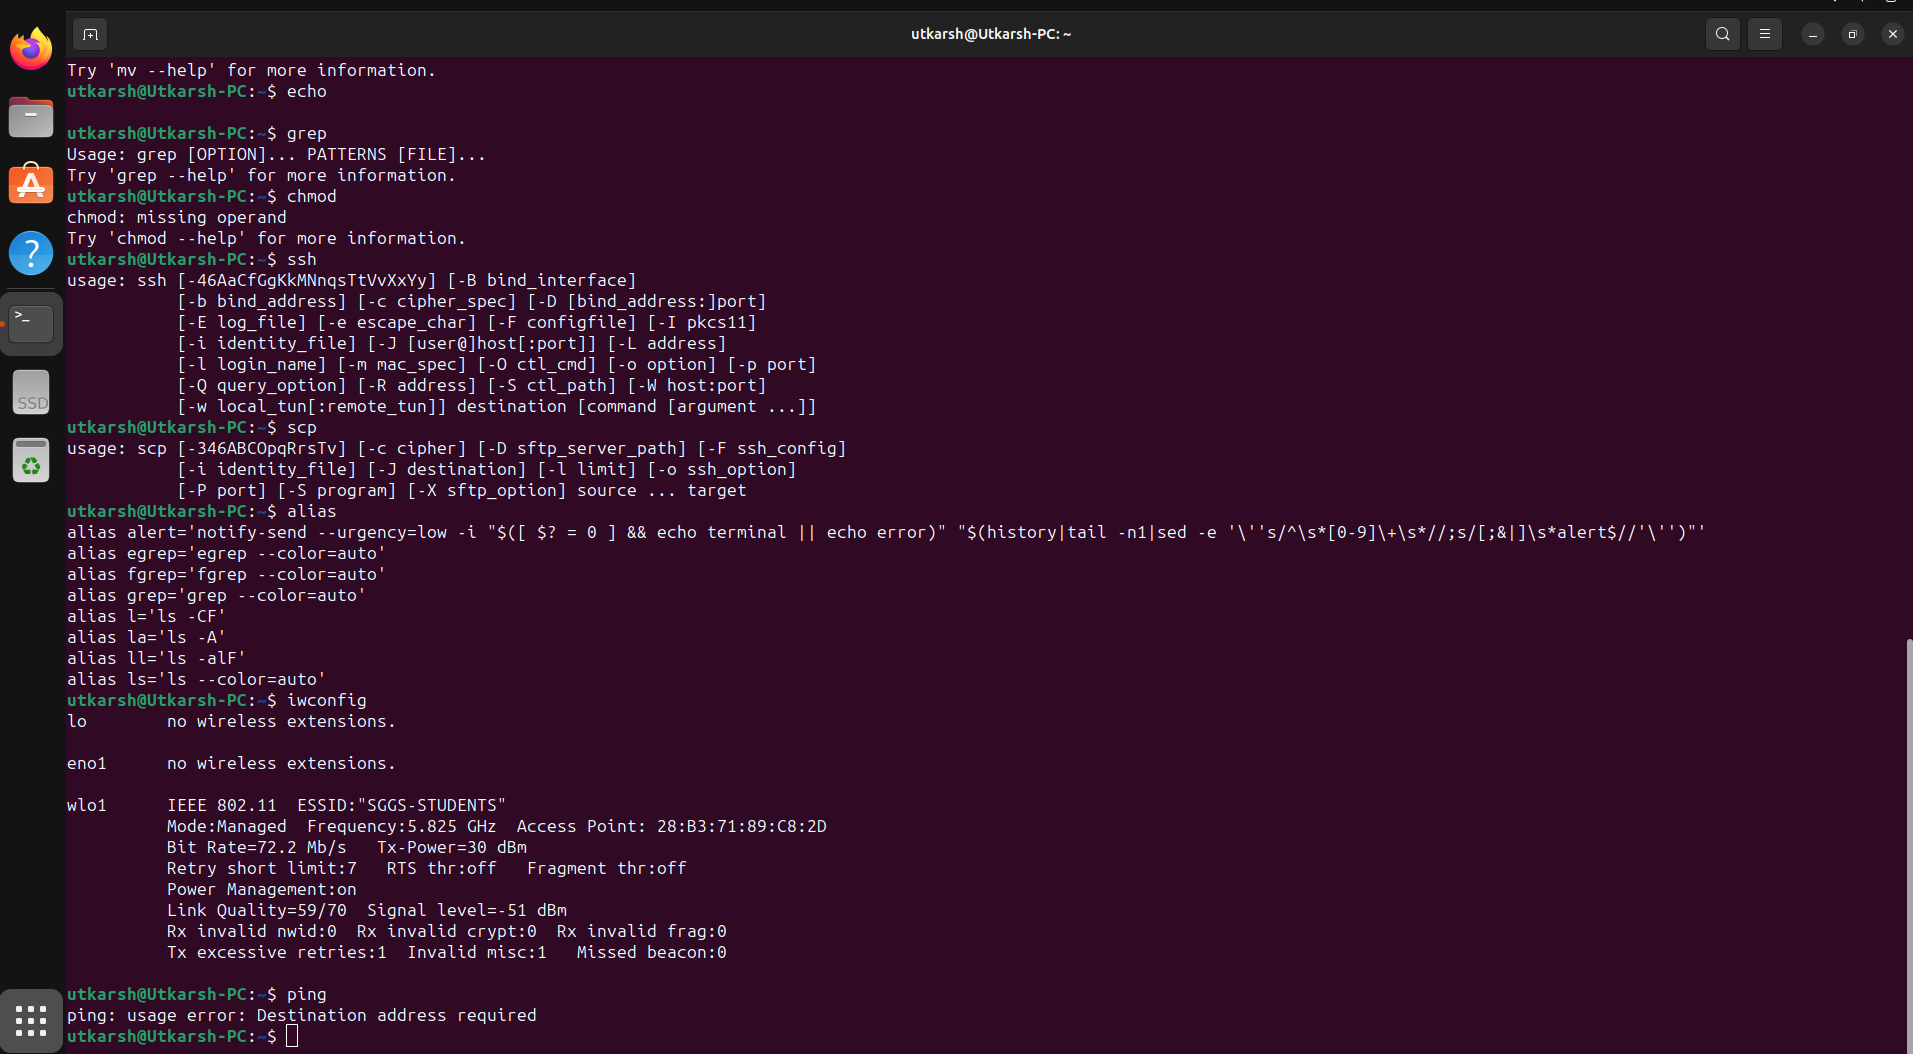 utkarsh@Utkarsh-PC: ~
Try 'mv --help' for more information.
utkarsh@Utkarsh-PC:~$ echo
utkarsh@Utkarsh-PC:~$ grep
Usage: grep [OPTION]... PATTERNS [FILE]...
Try 'grep --help' for more information.
utkarsh@Utkarsh-PC:~$ chmod
chmod: missing operand
Try 'chmod --help' for more information.
utkarsh@Utkarsh-PC:~$ ssh
usage: ssh [-46AaCfGgKkMNnqsTtVvXxYy] [-B bind_interface]
           [-b bind_address] [-c cipher_spec] [-D [bind_address:]port]
           [-E log_file] [-e escape_char] [-F configfile] [-I pkcs11]
           [-i identity_file] [-J [user@]host[:port]] [-L address]
           [-l login_name] [-m mac_spec] [-O ctl_cmd] [-o option] [-p port]
           [-Q query_option] [-R address] [-S ctl_path] [-W host:port]
           [-w local_tun[:remote_tun]] destination [command [argument ...]]
utkarsh@Utkarsh-PC:~$ scp
usage: scp [-346ABCOpqRrsTv] [-c cipher] [-D sftp_server_path] [-F ssh_config]
           [-i identity_file] [-J destination] [-l limit] [-o ssh_option]
           [-P port] [-S program] [-X sftp_option] source ... target
utkarsh@Utkarsh-PC:~$ alias
alias alert='notify-send --urgency=low -i "$([ $? = 0 ] && echo terminal || echo error)" "$(history|tail -n1|sed -e '\''s/^\s*[0-9]\+\s*//;s/[;&|]\s*alert$//'\'')"'
alias egrep='egrep --color=auto'
alias fgrep='fgrep --color=auto'
alias grep='grep --color=auto'
alias l='ls -CF'
alias la='ls -A'
alias ll='ls -alF'
alias ls='ls --color=auto'
utkarsh@Utkarsh-PC:~$ iwconfig
lo        no wireless extensions.
eno1      no wireless extensions.
wlo1      IEEE 802.11  ESSID:"SGGS-STUDENTS"
          Mode:Managed  Frequency:5.825 GHz  Access Point: 28:B3:71:89:C8:2D
          Bit Rate=72.2 Mb/s   Tx-Power=30 dBm
          Retry short limit:7   RTS thr:off   Fragment thr:off
          Power Management:on
          Link Quality=59/70  Signal level=-51 dBm
          Rx invalid nwid:0  Rx invalid crypt:0  Rx invalid frag:0
          Tx excessive retries:1  Invalid misc:1   Missed beacon:0
utkarsh@Utkarsh-PC:~$ ping
ping: usage error: Destination address required
utkarsh@Utkarsh-PC:~$
SSD